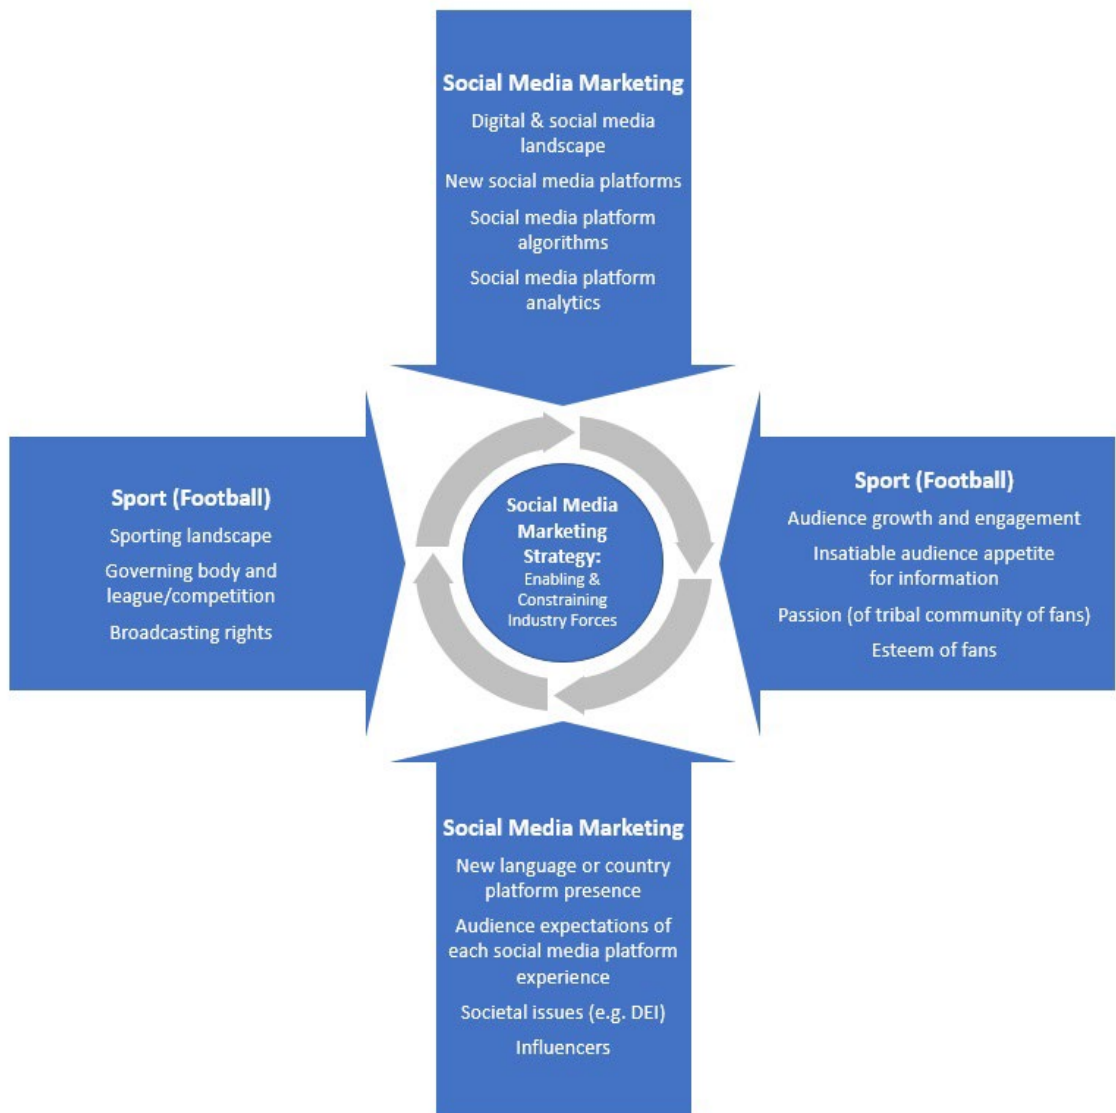 Social Media Marketing
Digital & social media
landscape
New social media platforms
Social media platform
algorithms
Social media platform
analytics
Sport (Football)
Sporting landscape
Governing body and
league/competition
Broadcasting rights
Social Media
Marketing
Strategy:
Enabling &
Constraining
Industry Forces
Sport (Football)
Audience growth and engagement
Insatiable audience appetite
for information
Passion (of tribal community of fans)
Esteem of fans
Social Media Marketing
New language or country
platform presence
Audience expectations of
each social media platform
experience
Societal issues (e.g. DEI)
Influencers